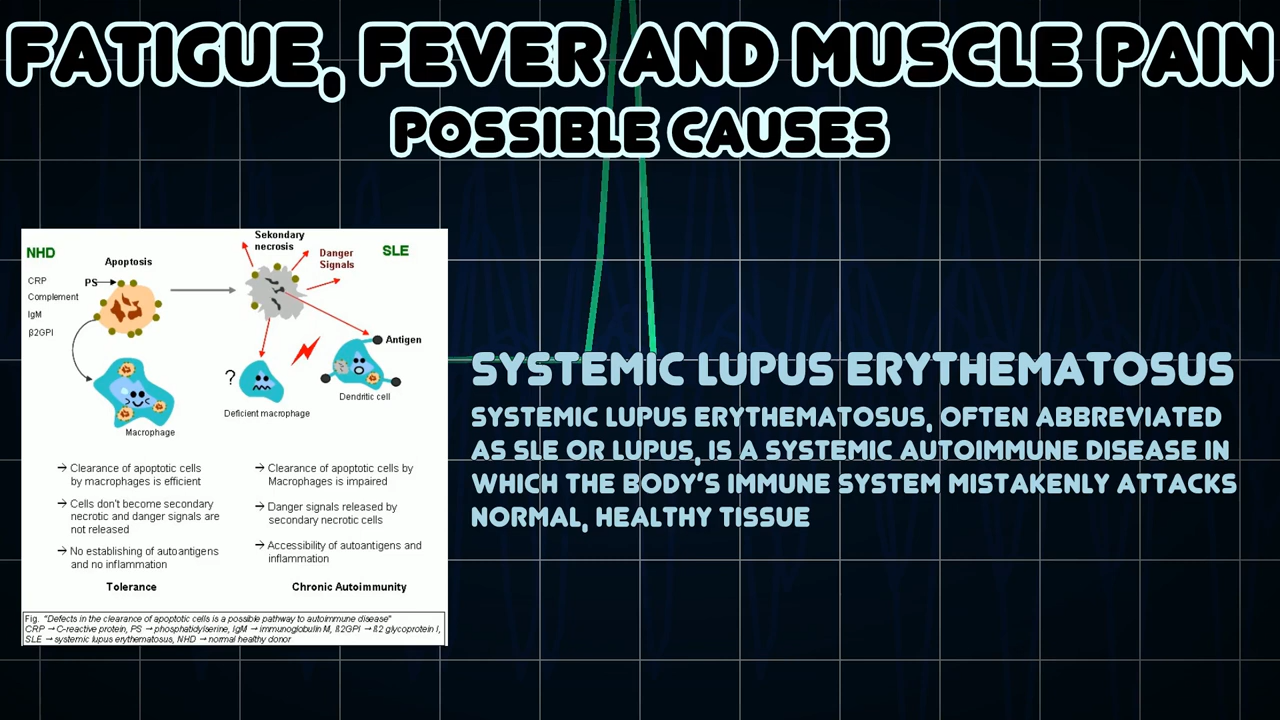 FATIGUE, FEVER AND MUSCLE PAIN
POSSIBLE CAUSES
NHD
Sekondary
necrosis
SLE
Danger
Signals
Apoptosis
CRP
PS
Complement
IgM
β2GPI
Antigen
?
Dendritic cell
Deficient macrophage
Macrophage
→ Clearance of apoptotic cells
by macrophages is efficient
→ Cells don't become secondary
necrotic and danger signals are
not released
→ No establishing of autoantigens
and no inflammation
Tolerance
→ Clearance of apoptotic cells by
Macrophages is impaired
→ Danger signals released by
secondary necrotic cells
→ Accessibility of autoantigens and
inflammation
Chronic Autoimmunity
Fig. "Defects in the clearance of apoptotic cells is a possible pathway to autoimmune disease"
CRP → C-reactive protein, PS → phosphatidylserine, IgM → immunoglobulin M, ß2GPI → ß2 glycoprotein I,
SLE → systemic lupus erythematosus, NHD → normal healthy donor
SYSTEMIC LUPUS ERYTHEMATOSUS
SYSTEMIC LUPUS ERYTHEMATOSUS, OFTEN ABBREVIATED
AS SLE OR LUPUS, IS A SYSTEMIC AUTOIMMUNE DISEASE IN
WHICH THE BODY'S IMMUNE SYSTEM MISTAKENLY ATTACKS
NORMAL, HEALTHY TISSUE